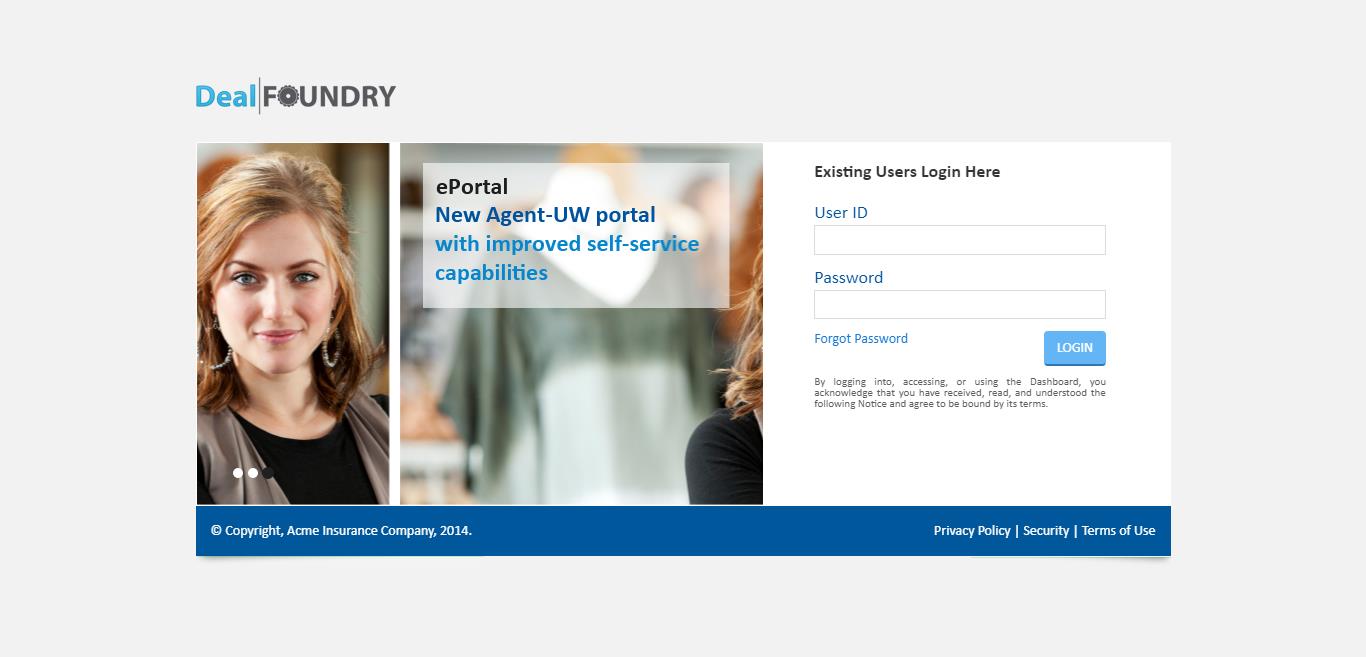 Deal FOUNDRY
ePortal
New Agent-UW portal
with improved self-service
capabilities
Existing Users Login Here
User ID
Password
Forgot Password
LOGIN
By logging into, accessing, or using the Dashboard, you
acknowledge that you have received, read, and understood the
following Notice and agree to be bound by its terms.
© Copyright, Acme Insurance Company, 2014.
Privacy Policy | Security | Terms of Use